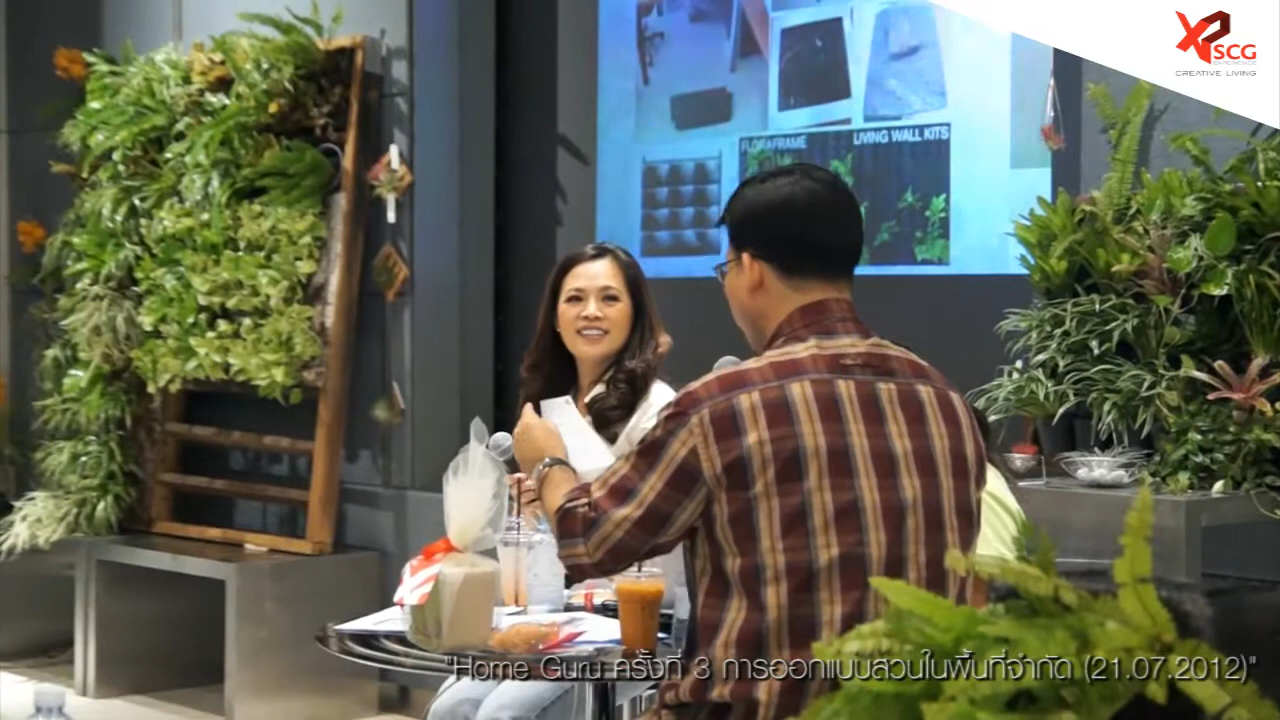 XP SCG
CREATIVE LIVING
FLORAFRAME
LIVING WALL KITS
"Home Guru ครั้งที่ 3 การออกแบบสวนในพื้นที่จำกัด (21.07.2012)"